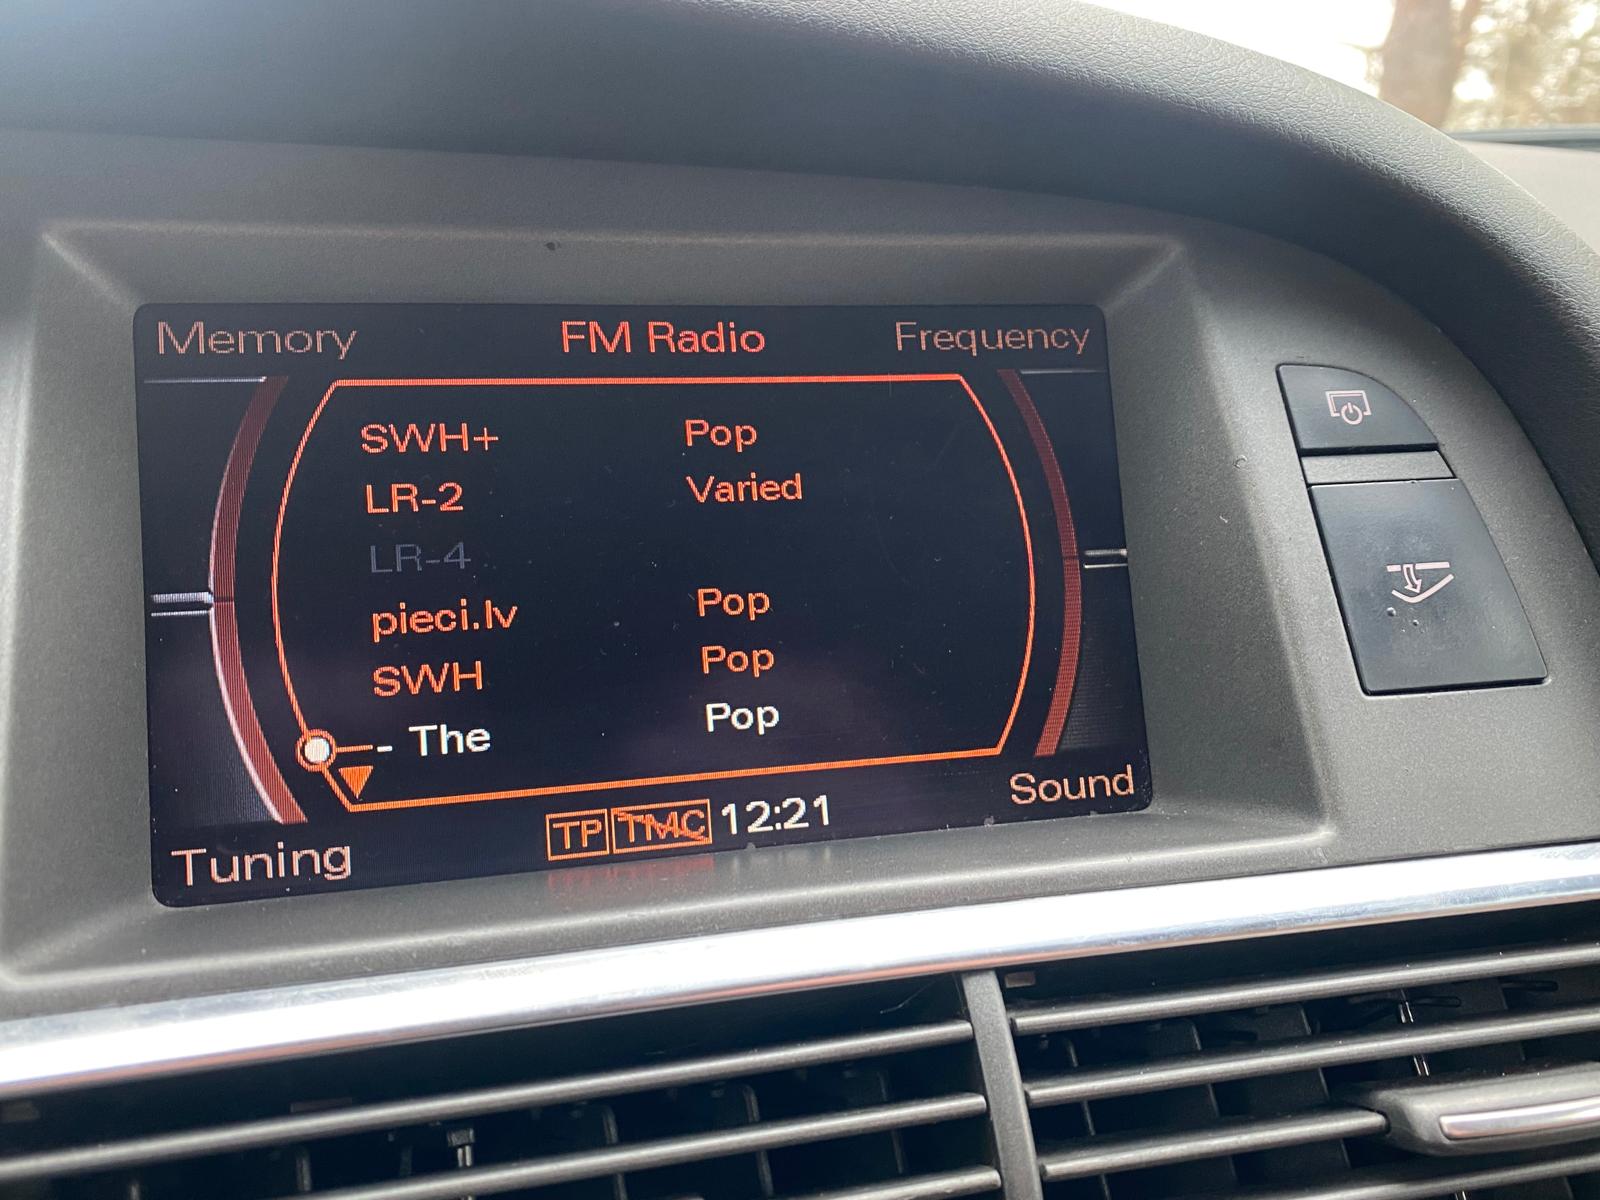 Memory FM Radio Frequency
SWH+ Pop
LR-2 Varied
LR-4
pieci.lv Pop
SWH Pop
- The Pop
Sound
TP TMC 12:21
Tuning